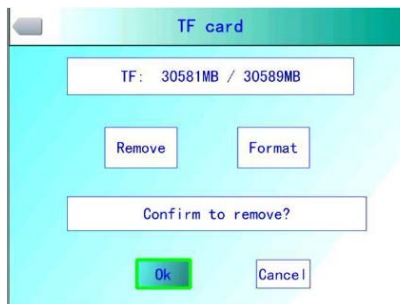 TF card
TF: 30581MB / 30589MB
Remove Format
Confirm to remove?
Ok Cancel